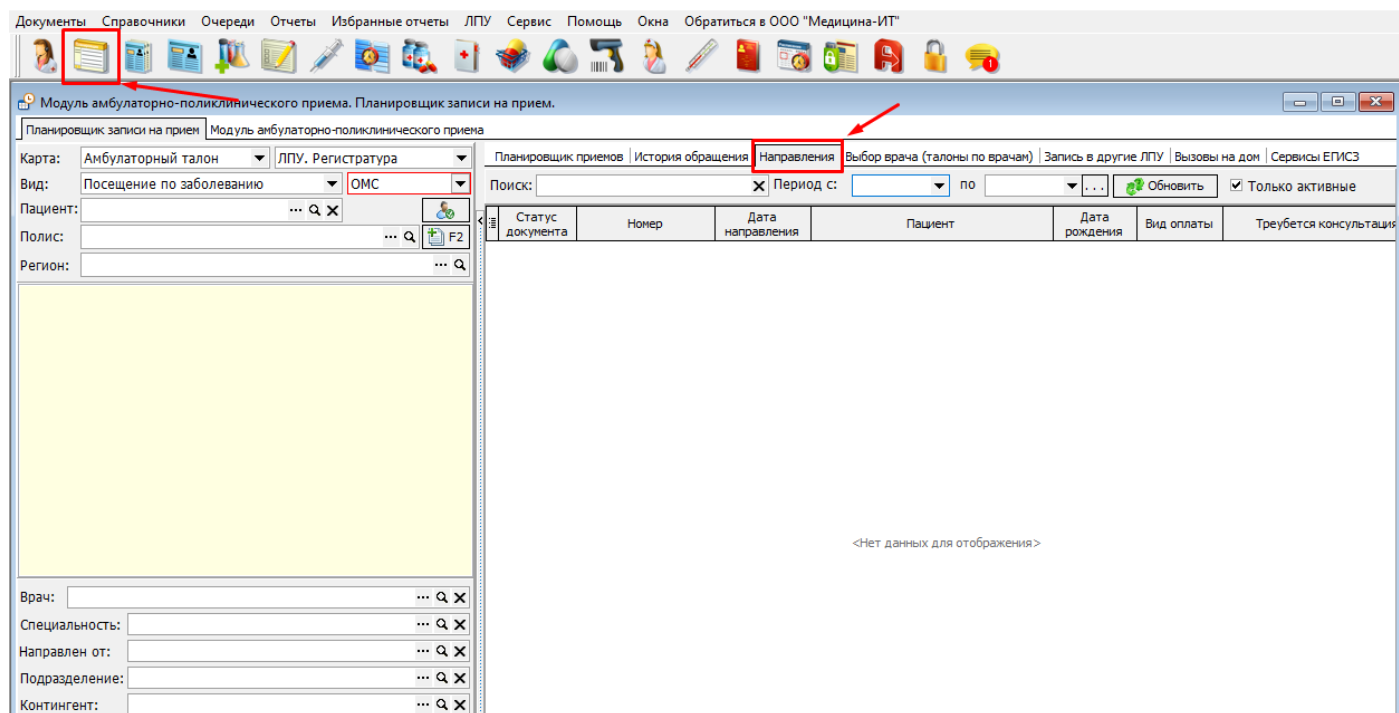 Документы Справочники Очереди Отчеты Избранные отчеты ЛПУ Сервис Помощь Окна Обратиться в ООО "Медицина-ИТ"
1
Модуль амбулаторно-поликлинического приема. Планировщик записи на прием.
Планировщик записи на прием Модуль амбулаторно-поликлинического приема
Карта: Амбулаторный талон ЛПУ. Регистратура
Вид: Посещение по заболеванию ОМС
Пациент:
Полис: F2
Регион:
Врач:
Специальность:
Направлен от:
Подразделение:
Контингент:
Планировщик приемов История обращения Направления Выбор врача (талоны по врачам) Запись в другие ЛПУ Вызовы на дом Сервисы ЕГИСЗ
Поиск: Период с: по ... Обновить Только активные
Статус документа Номер Дата направления Пациент Дата рождения Вид оплаты Треубется консультация
<Нет данных для отображения>